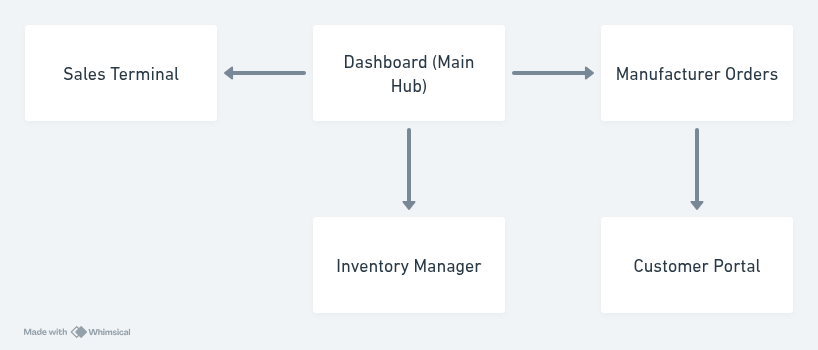 Sales Terminal
Dashboard (Main
Hub)
Manufacturer Orders
Inventory Manager
Customer Portal
Made with Whimsical